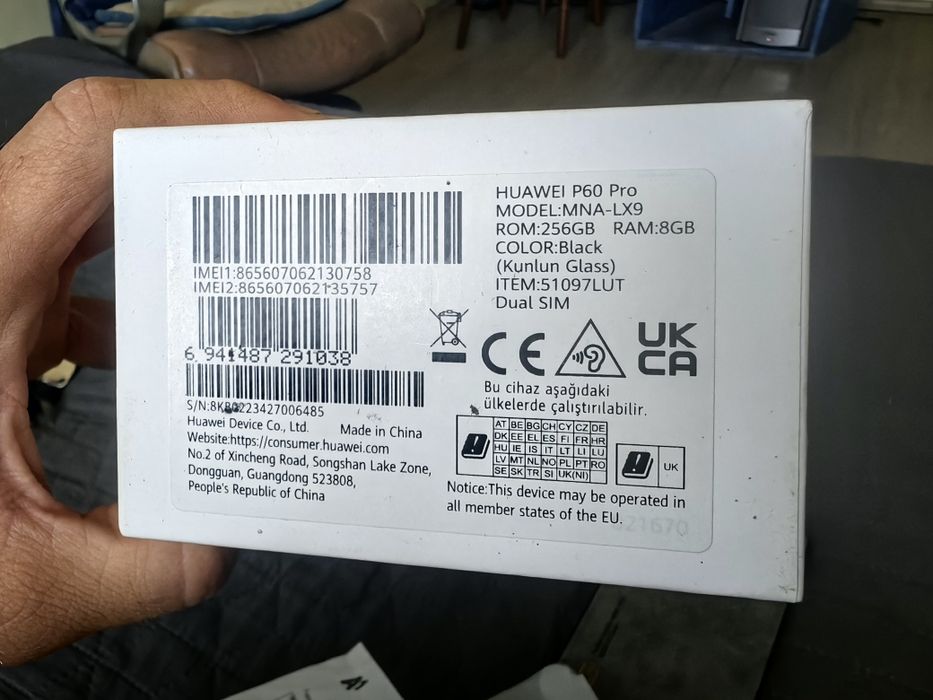 HUAWEI P60 Pro
MODEL:MNA-LX9
ROM:256GB RAM:8GB
COLOR:Black
(Kunlun Glass)
ITEM:51097LUT
Dual SIM
IMEI1:865607062130758
IMEI2:865607062135757
6 941487 291038
S/N:8KB0223427006485
Huawei Device Co., Ltd. Made in China
Website:https://consumer.huawei.com
No.2 of Xincheng Road, Songshan Lake Zone,
Dongguan, Guangdong 523808,
People's Republic of China
CE
UK
CA
Bu cihaz aşağıdaki
ülkelerde çalıştırılabilir.
AT BE BG CH CY CZ DE
DK EE EL ES FI FR HR
HU IE IS IT LT LI LU
LV MT NL NO PL PT RO
SE SK TR SI UK(NI)
UK
Notice:This device may be operated in
all member states of the EU.
21670